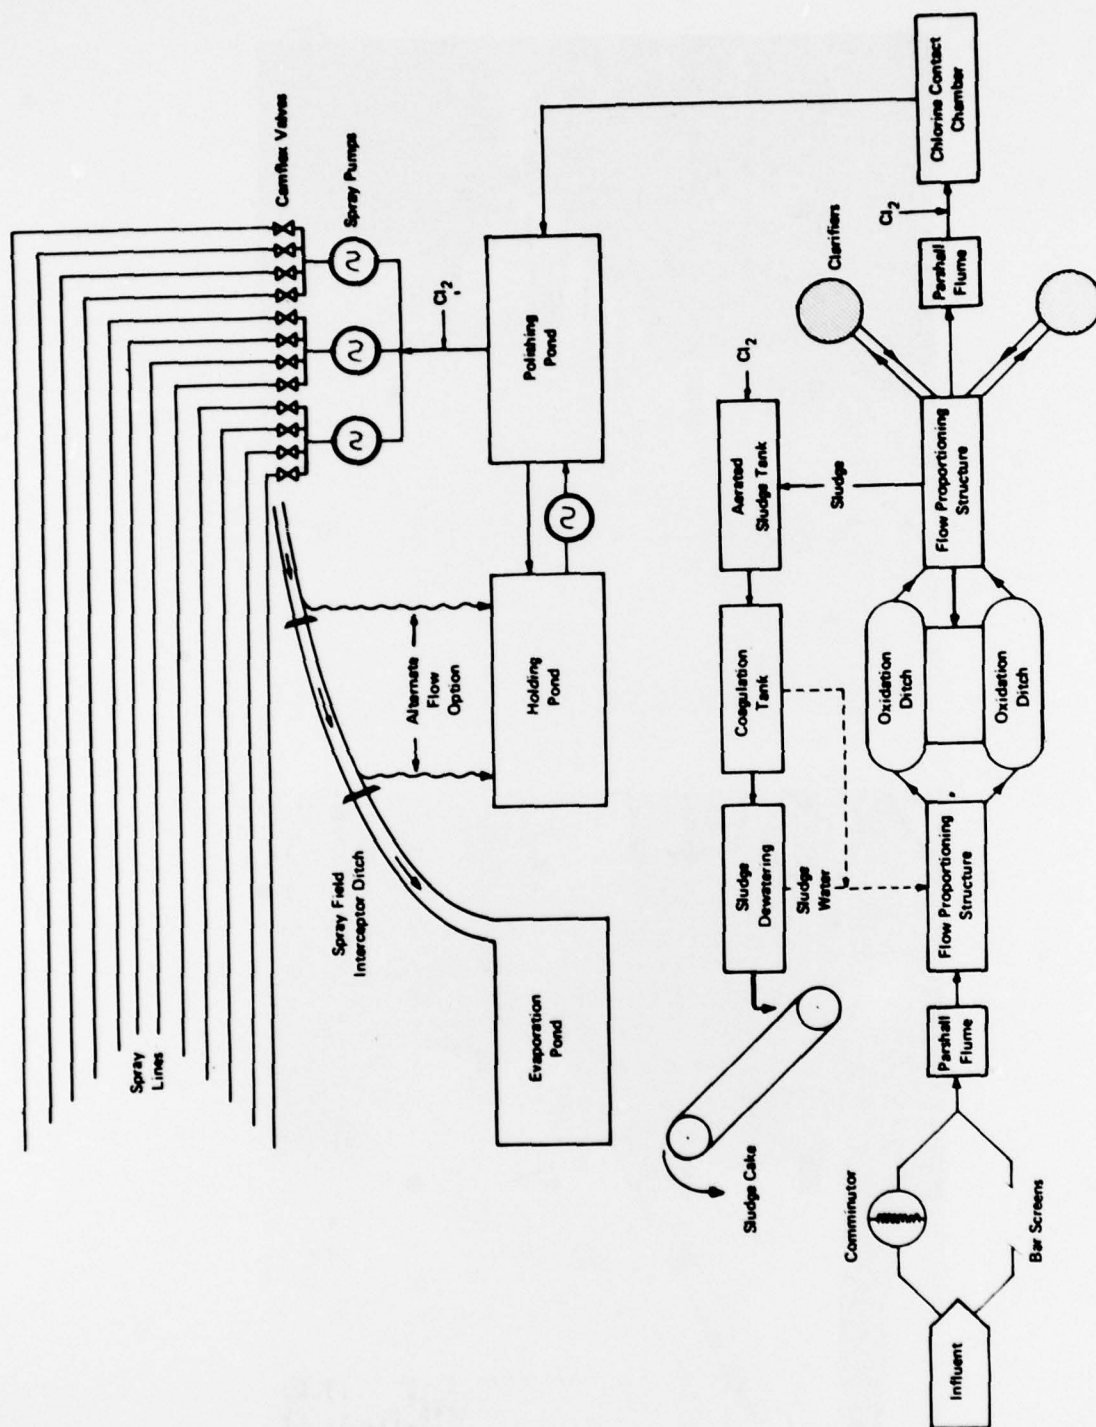 Camflex Valves
Spray Pumps
Spray
Lines
Cl2
Spray Field
Interceptor Ditch
Alternate
Flow
Option
Evaporation
Pond
Holding
Pond
Polishing
Pond
Cl2
Sludge Cake
Sludge
Dewatering
Coagulation
Tank
Aerated
Sludge Tank
Sludge
Water
Sludge
Clarifiers
Comminutor
Bar Screens
Influent
Parshall
Flume
Flow Proportioning
Structure
Oxidation
Ditch
Oxidation
Ditch
Flow Proportioning
Structure
Parshall
Flume
Cl2
Chlorine Contact
Chamber